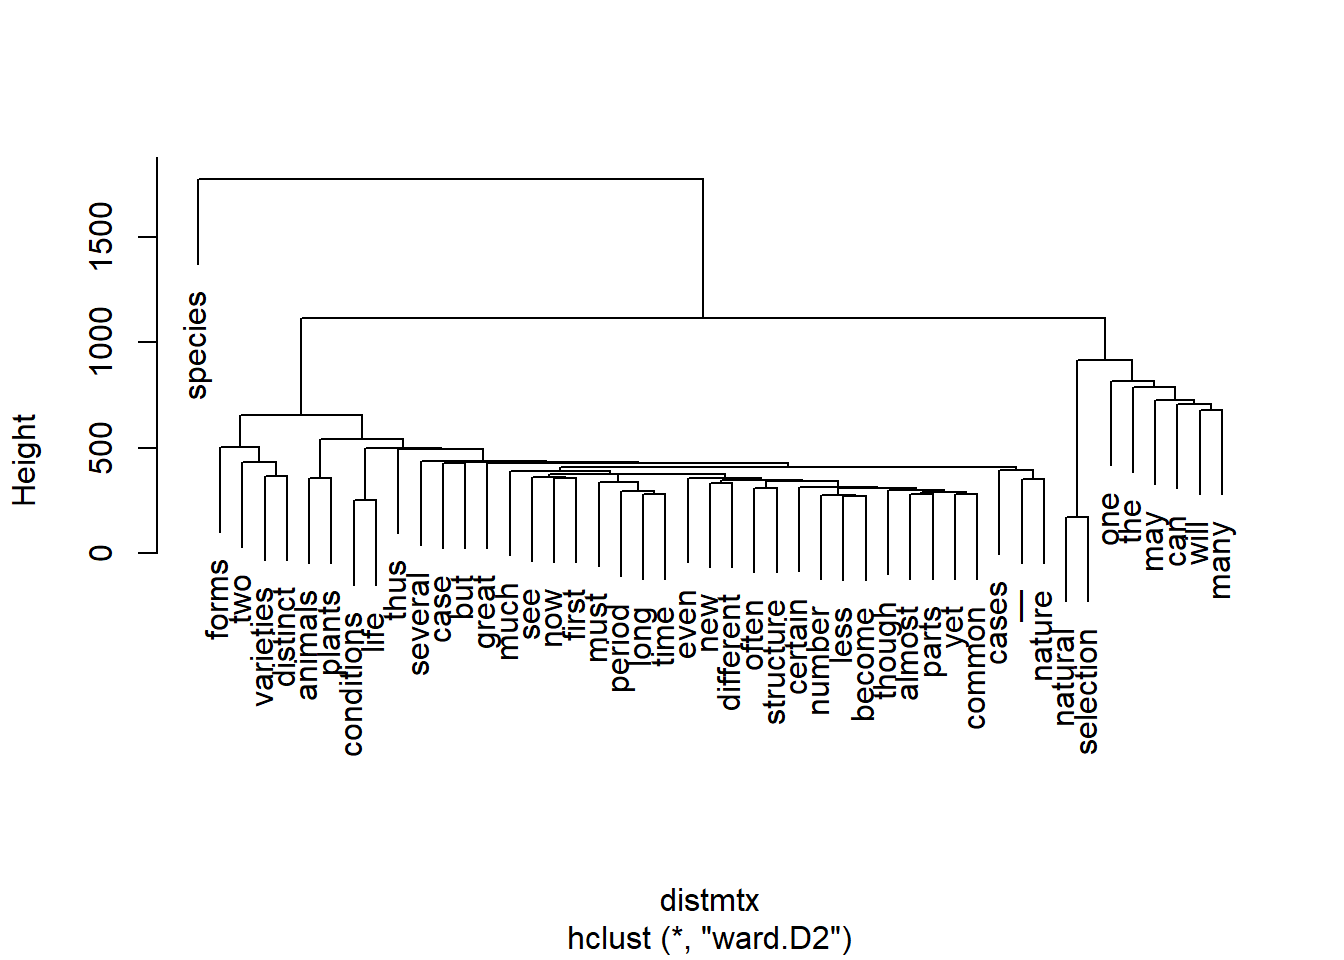 Height
0
500
1000
1500
species
forms
two
varieties
distinct
animals
plants
conditions
life
thus
several
case
but
great
much
see
now
first
must
period
long
time
even
new
different
often
structure
certain
number
less
become
though
almost
parts
yet
common
cases
—
nature
natural
selection
one
the
may
can
will
many
distmtx
hclust (*, "ward.D2")